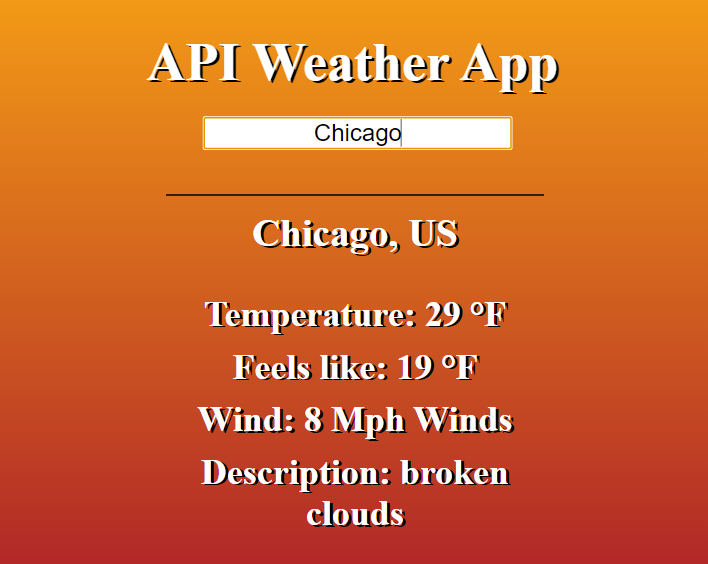 API Weather App
Chicago
Chicago, US
Temperature: 29 °F
Feels like: 19 °F
Wind: 8 Mph Winds
Description: broken
clouds